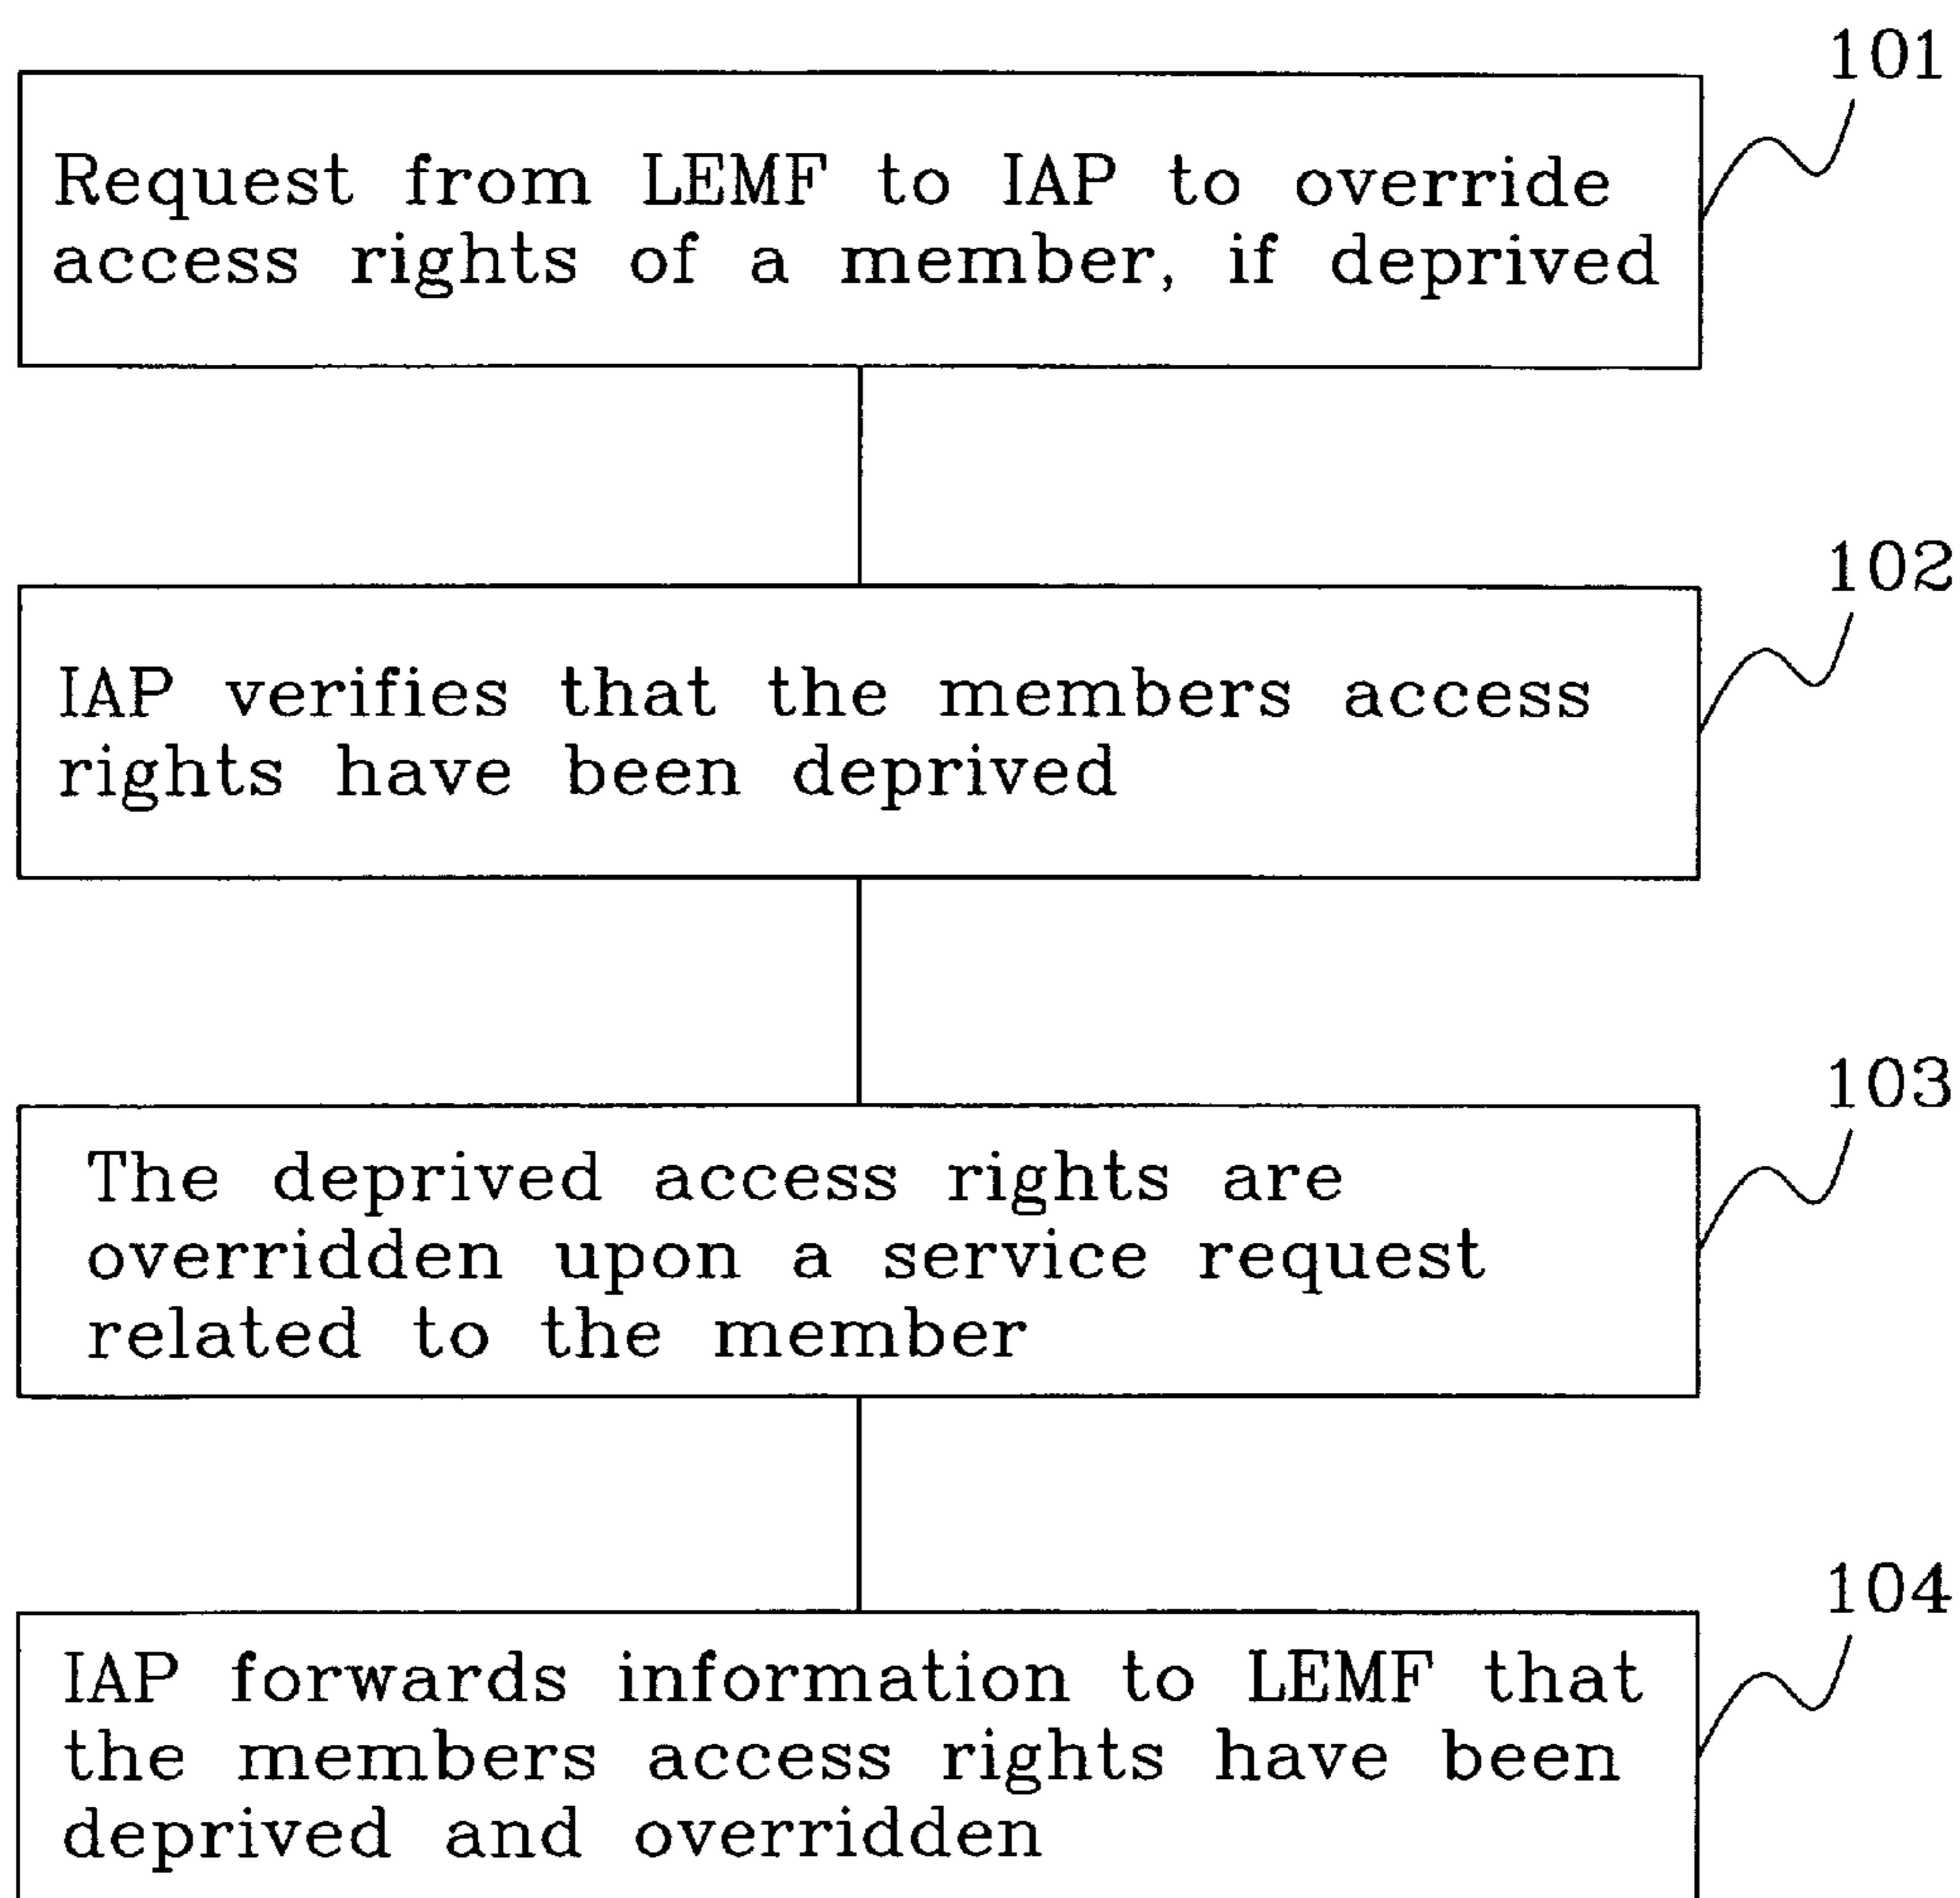 101
Request from LEMF to IAP to override
access rights of a member, if deprived
102
IAP verifies that the members access
rights have been deprived
103
The deprived access rights are
overridden upon a service request
related to the member
104
IAP forwards information to LEMF that
the members access rights have been
deprived and overridden